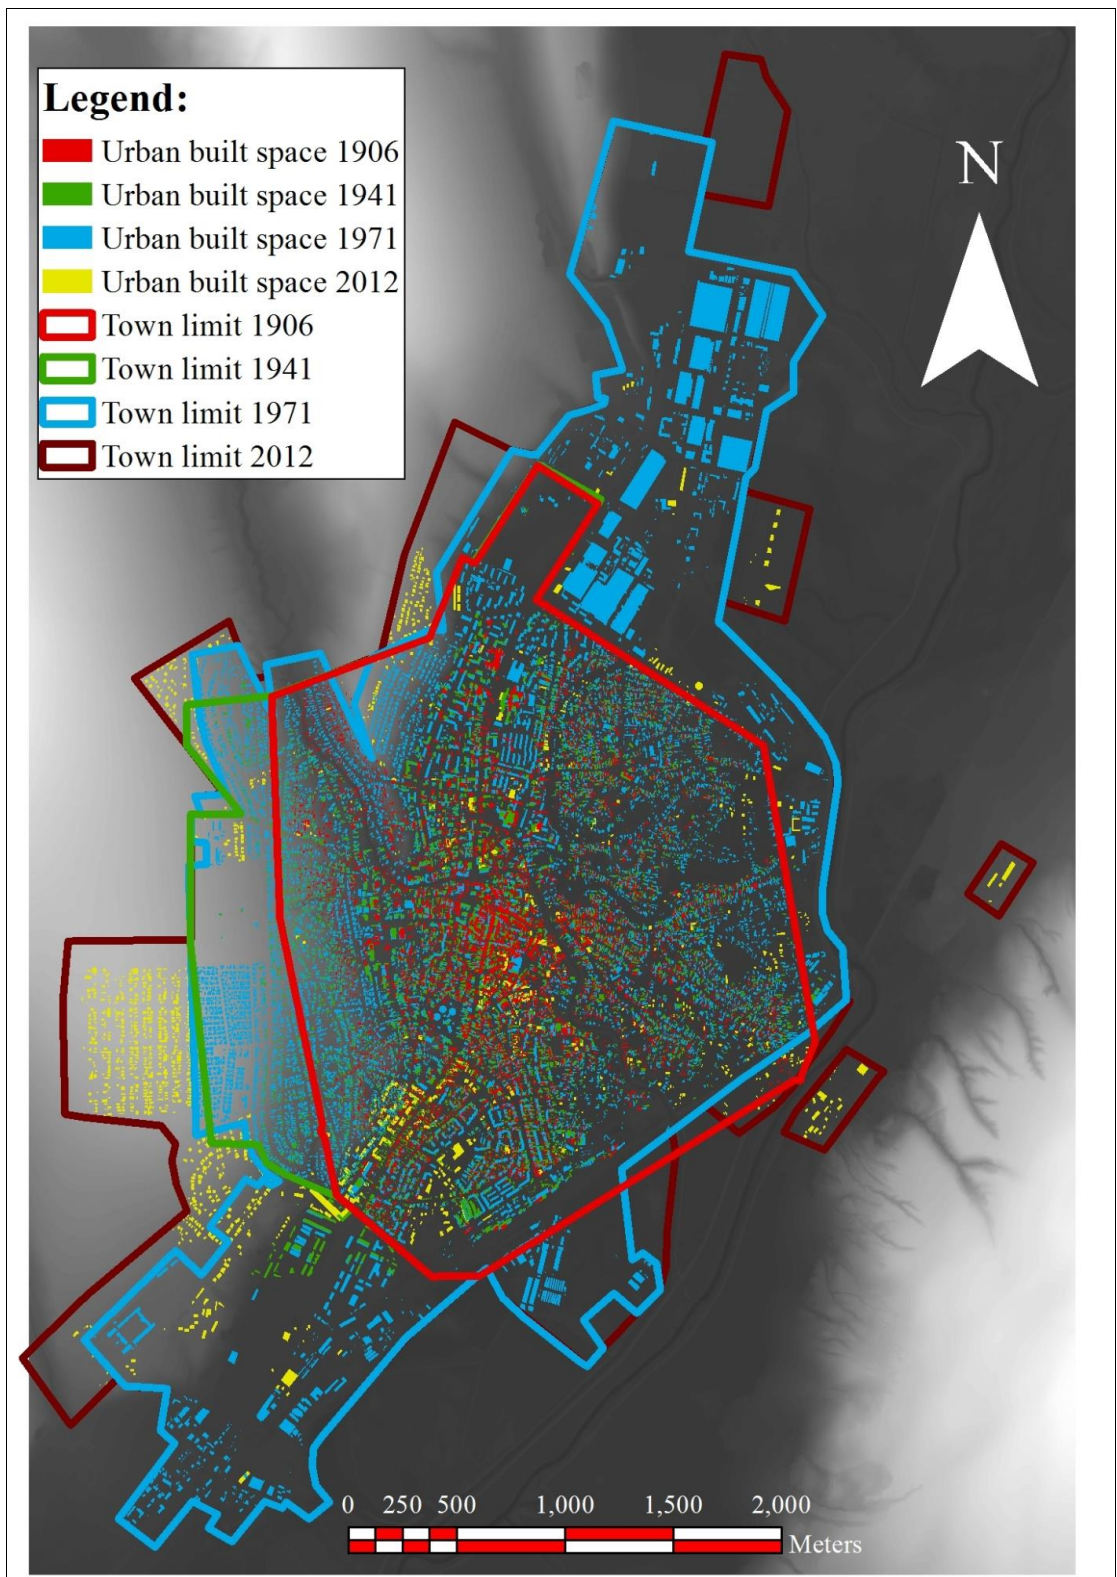 Legend:
Urban built space 1906
Urban built space 1941
Urban built space 1971
Urban built space 2012
Town limit 1906
Town limit 1941
Town limit 1971
Town limit 2012
N
0 250 500 1,000 1,500 2,000
Meters